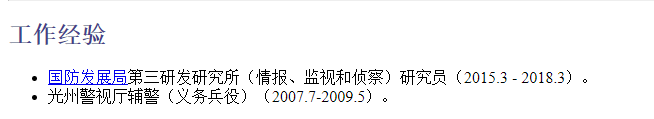 工作经验
国防发展局第三研发研究所（情报、监视和侦察）研究员（2015.3 - 2018.3）。
光州警视厅辅警（义务兵役）（2007.7-2009.5）。